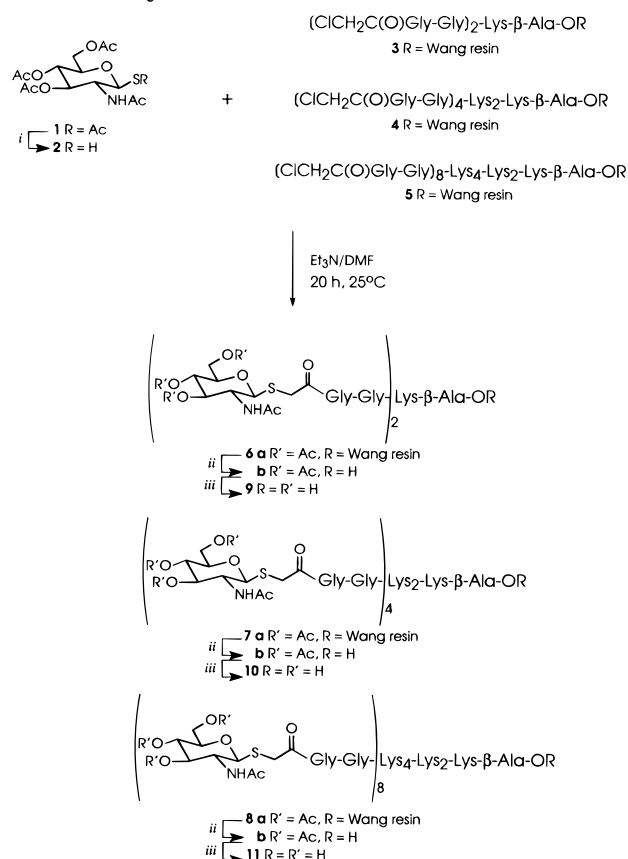 (ClCH2C(O)Gly-Gly)2-Lys-β-Ala-OR
3 R = Wang resin
OAc
AcO
O
AcO
SR
NHAc
+
(ClCH2C(O)Gly-Gly)4-Lys2-Lys-β-Ala-OR
4 R = Wang resin
i
1 R = Ac
2 R = H
(ClCH2C(O)Gly-Gly)8-Lys4-Lys2-Lys-β-Ala-OR
5 R = Wang resin
Et3N/DMF
20 h, 25°C
OR'
O
R'O
O
S
R'O
Gly-Gly-Lys-β-Ala-OR
NHAc
2
6 a R' = Ac, R = Wang resin
ii
b R' = Ac, R = H
iii
9 R = R' = H
OR'
O
R'O
O
S
R'O
Gly-Gly-Lys2-Lys-β-Ala-OR
NHAc
4
7 a R' = Ac, R = Wang resin
ii
b R' = Ac, R = H
iii
10 R = R' = H
OR'
O
R'O
O
S
R'O
Gly-Gly-Lys4-Lys2-Lys-β-Ala-OR
NHAc
8
8 a R' = Ac, R = Wang resin
ii
b R' = Ac, R = H
iii
11 R = R' = H